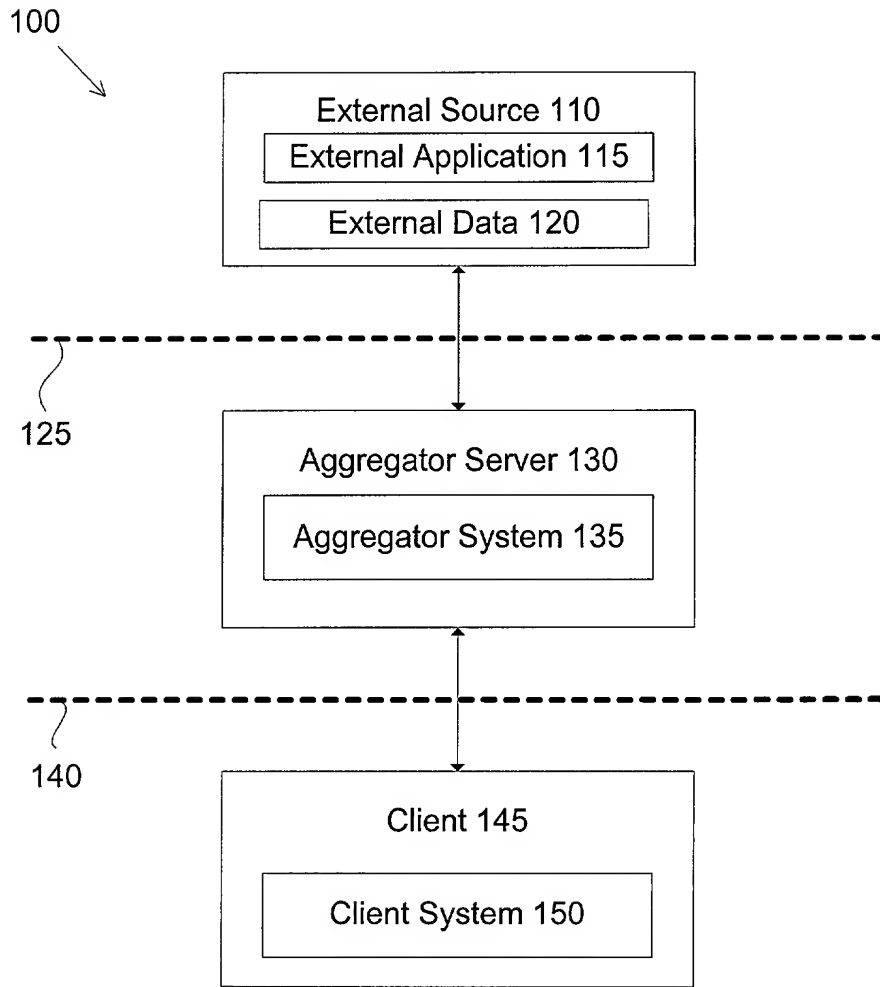 100
External Source 110
External Application 115
External Data 120
125
Aggregator Server 130
Aggregator System 135
140
Client 145
Client System 150